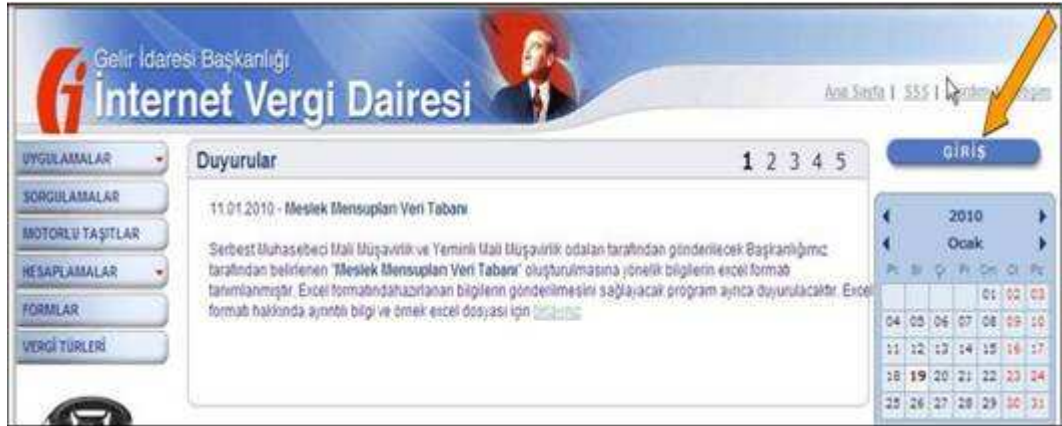 Gelir İdaresi Başkanlığı
İnternet Vergi Dairesi
Ana Sayfa | SSS |
UYGULAMALAR
SORGULAMALAR
MOTORLU TAŞITLAR
HESAPLAMALAR
FORMLAR
VERGİ TÜRLERİ
Duyurular 1 2 3 4 5
11.01.2010 - Meslek Mensupları Veri Tabanı
Serbest Muhasebeci Mali Müşavirlik ve Yeminli Mali Müşavirlik odaları tarafından gönderilecek Başkanlığımız
tarafından belirlenen "Meslek Mensupları Veri Tabanı" oluşturulmasına yönelik bilgilerin excel formatı
tanımlanmıştır. Excel formatındahazırlanan bilgilerin gönderilmesini sağlayacak program ayrıca duyurulacaktır. Excel
formatı hakkında ayrıntılı bilgi ve örnek excel dosyası için tıklayınız
GİRİŞ
2010
Ocak
01 02 03
04 05 06 07 08 09 10
11 12 13 14 15 16 17
18 19 20 21 22 23 24
25 26 27 28 29 30 31